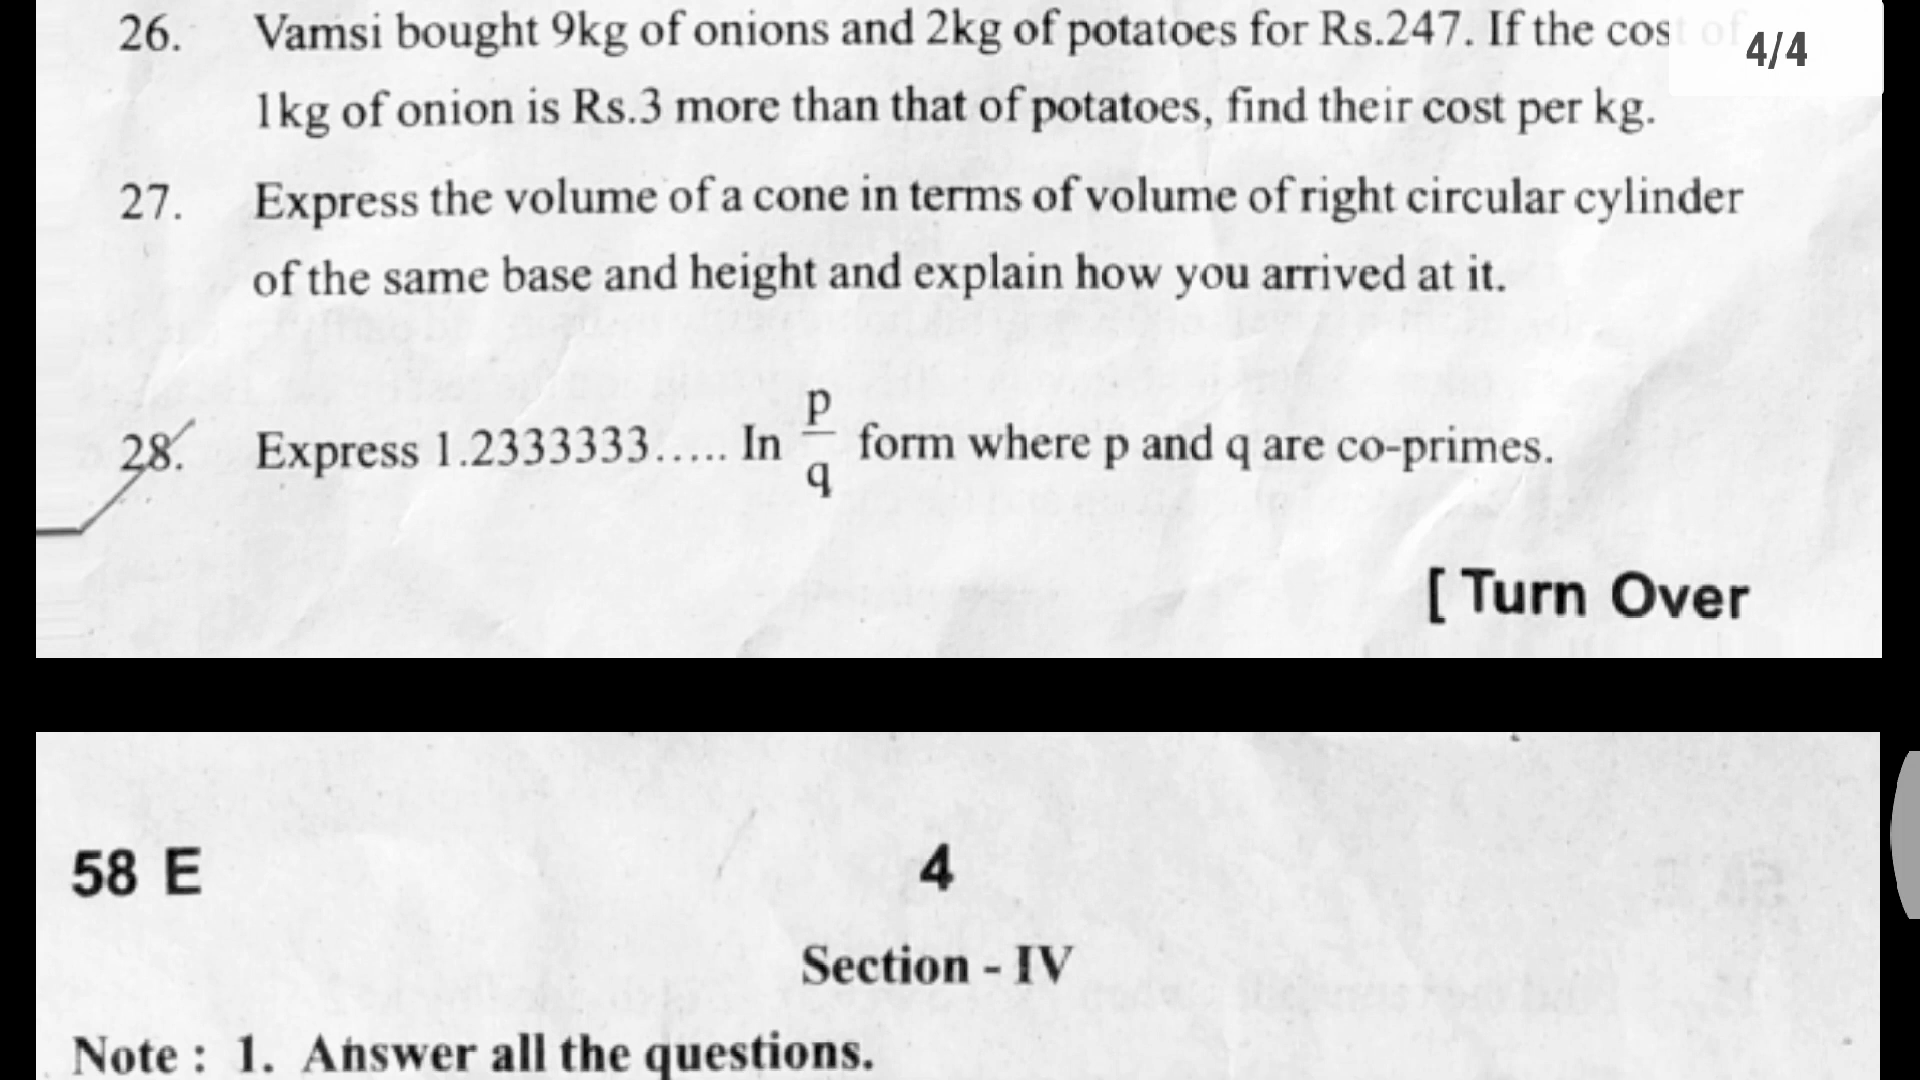 4/4
26. Vamsi bought 9kg of onions and 2kg of potatoes for Rs.247. If the cost of
1kg of onion is Rs.3 more than that of potatoes, find their cost per kg.
27. Express the volume of a cone in terms of volume of right circular cylinder
of the same base and height and explain how you arrived at it.
28. Express 1.2333333..... In p/q form where p and q are co-primes.
[ Turn Over
58 E 4
Section - IV
Note : 1. Answer all the questions.